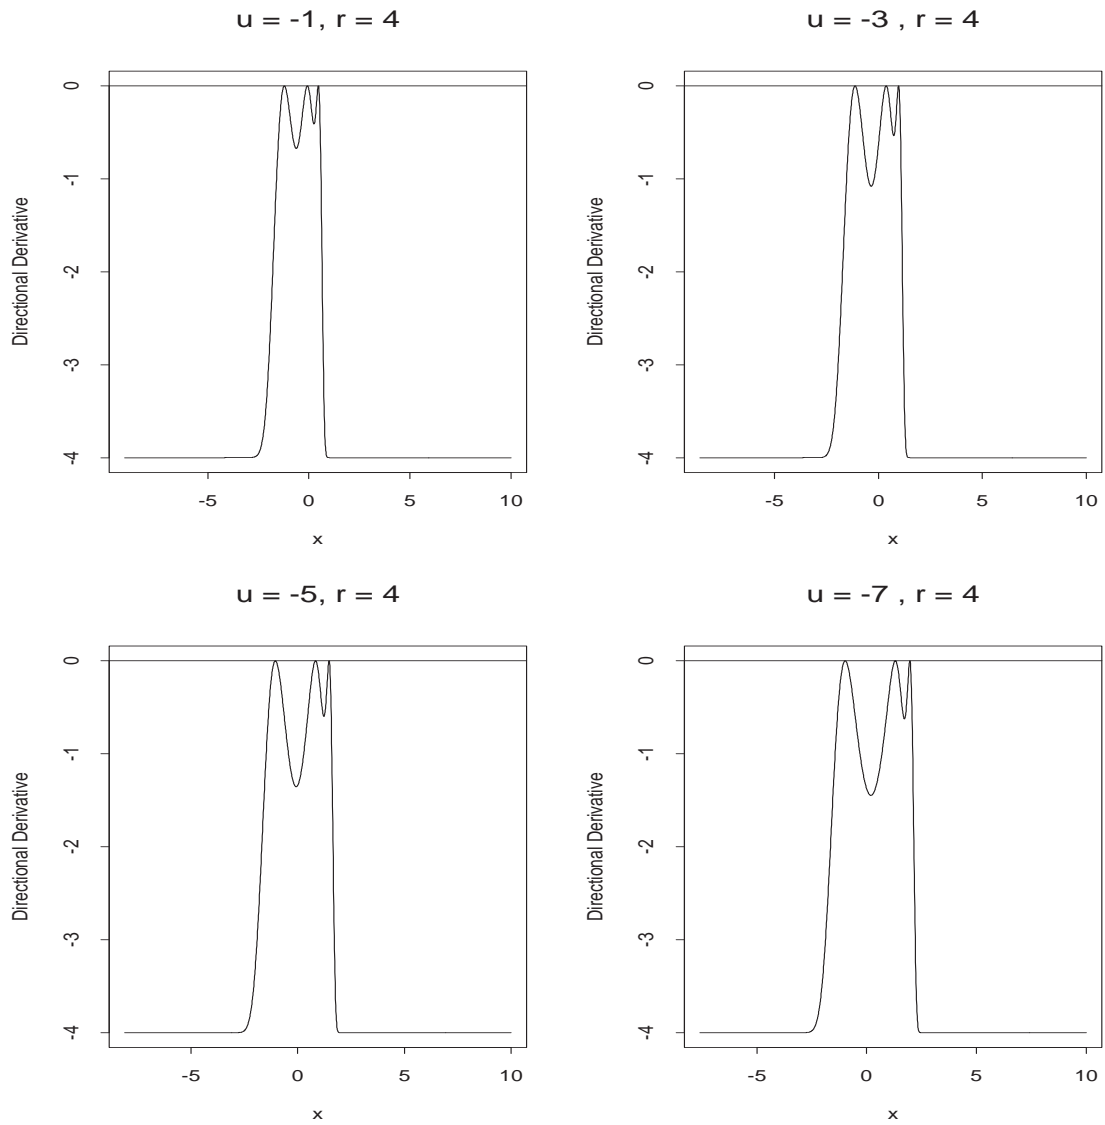 u = -1, r = 4
u = -3 , r = 4
0
-1
-2
-3
-4
Directional Derivative
-5 0 5 10
x
0
-1
-2
-3
-4
Directional Derivative
-5 0 5 10
x
u = -5, r = 4
u = -7 , r = 4
0
-1
-2
-3
-4
Directional Derivative
-5 0 5 10
x
0
-1
-2
-3
-4
Directional Derivative
-5 0 5 10
x